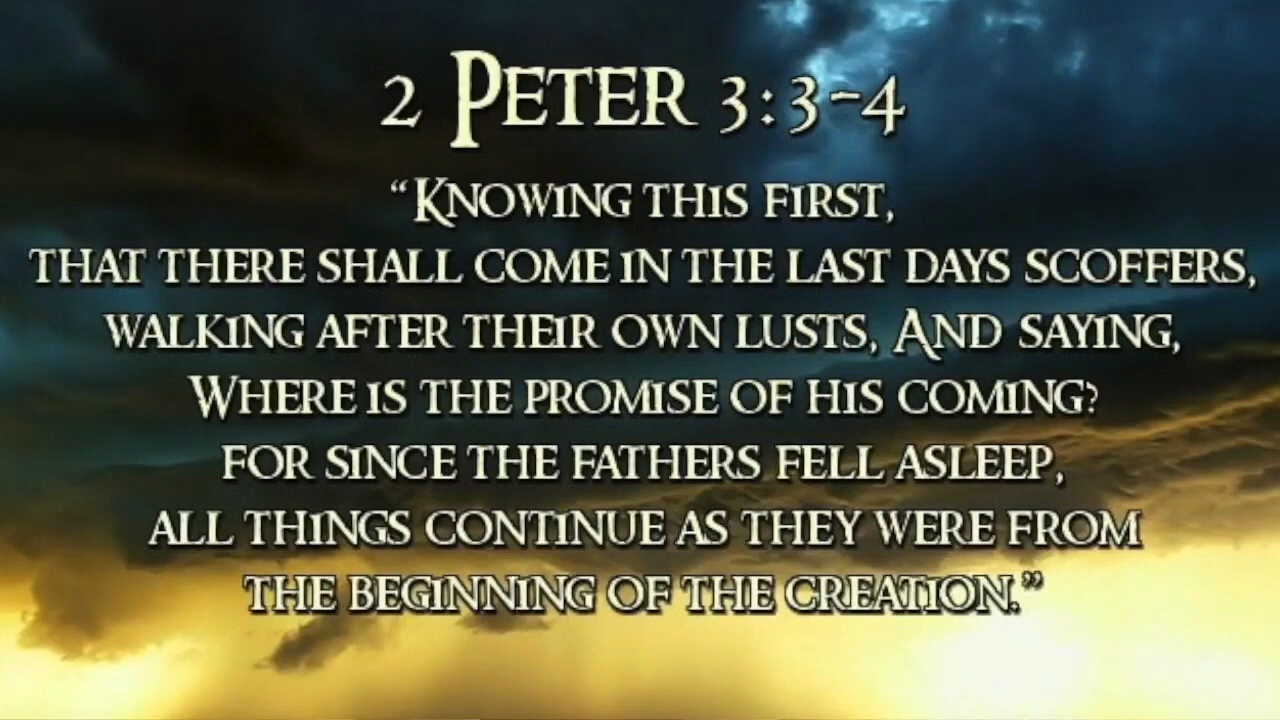 2 Peter 3:3-4
“Knowing this first,
that there shall come in the last days scoffers,
walking after their own lusts, And saying,
Where is the promise of his coming?
for since the fathers fell asleep,
all things continue as they were from
the beginning of the creation.”